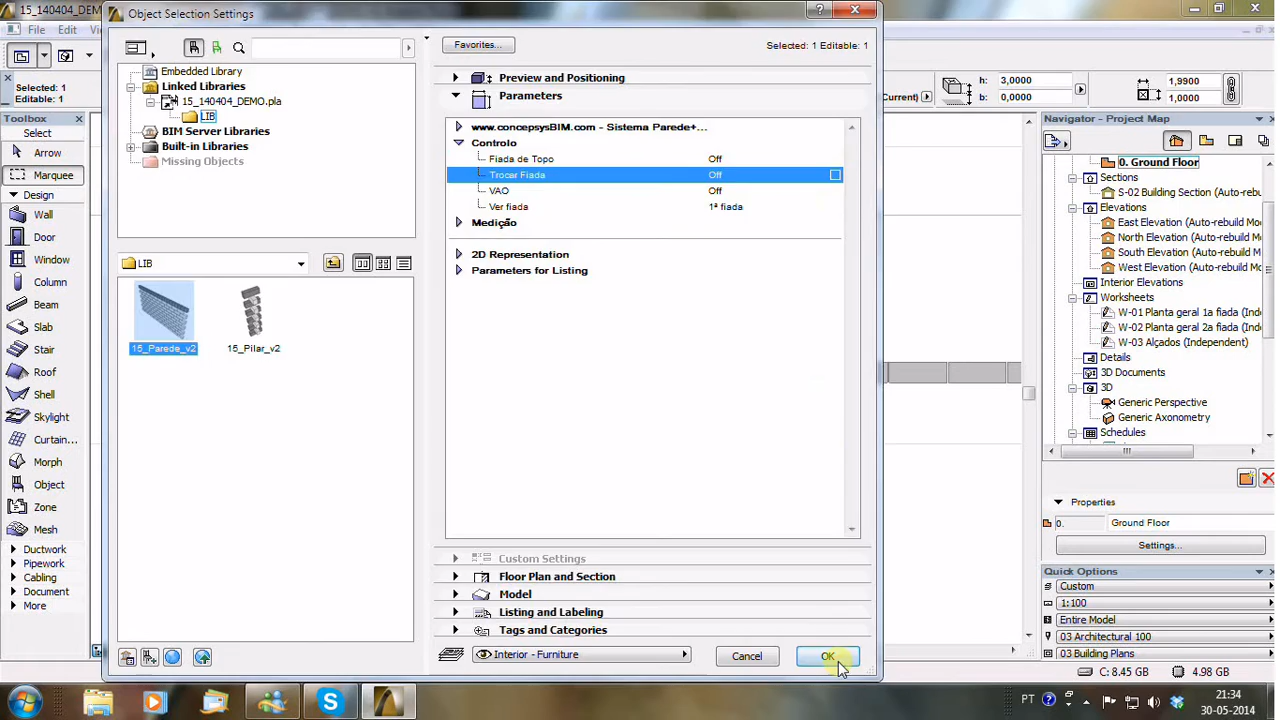 15_140404_DEMO
Object Selection Settings
File Edit Vi
Selected: 1
Editable: 1
Toolbox
Select
Arrow
Marquee
Design
Wall
Door
Window
Column
Beam
Slab
Stair
Roof
Shell
Skylight
Curtain...
Morph
Object
Zone
Mesh
Ductwork
Pipework
Cabling
Document
More
Embedded Library
Linked Libraries
15_140404_DEMO.pla
LIB
BIM Server Libraries
Built-in Libraries
Missing Objects
LIB
15_Parede_v2
15_Pilar_v2
Favorites...
Selected: 1 Editable: 1
Preview and Positioning
Parameters
www.concepsysBIM.com - Sistema Parede+...
Controlo
Fiada de Topo Off
Trocar Fiada Off
VAO Off
Ver fiada 1ª fiada
Medição
2D Representation
Parameters for Listing
Custom Settings
Floor Plan and Section
Model
Listing and Labeling
Tags and Categories
Interior - Furniture
Cancel
OK
Current)
h: 3,0000
b: 0,0000
1,9900
1,0000
Navigator - Project Map
0. Ground Floor
Sections
S-02 Building Section (Auto-rebu
Elevations
East Elevation (Auto-rebuild Mo
North Elevation (Auto-rebuild M
South Elevation (Auto-rebuild M
West Elevation (Auto-rebuild M
Interior Elevations
Worksheets
W-01 Planta geral 1a fiada (Ind
W-02 Planta geral 2a fiada (Ind
W-03 Alçados (Independent)
Details
3D Documents
3D
Generic Perspective
Generic Axonometry
Schedules
Properties
0. Ground Floor
Settings...
Quick Options
Custom
1:100
Entire Model
03 Architectural 100
03 Building Plans
C: 8.45 GB
4.98 GB
PT
21:34
30-05-2014